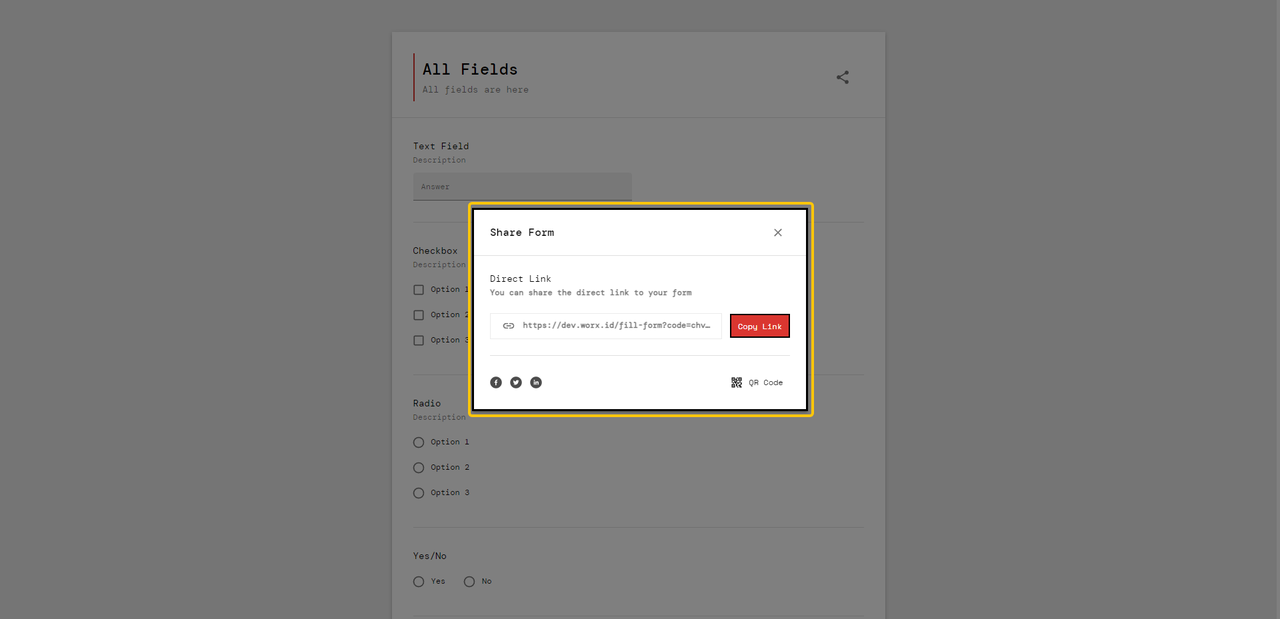 All Fields
All fields are here
Text Field
Description
Answer
Checkbox
Description
Option 1
Option 2
Option 3
Share Form
Direct Link
You can share the direct link to your form
https://dev.worx.id/fill-form?code=chv…
Copy Link
QR Code
Radio
Description
Option 1
Option 2
Option 3
Yes/No
Yes No